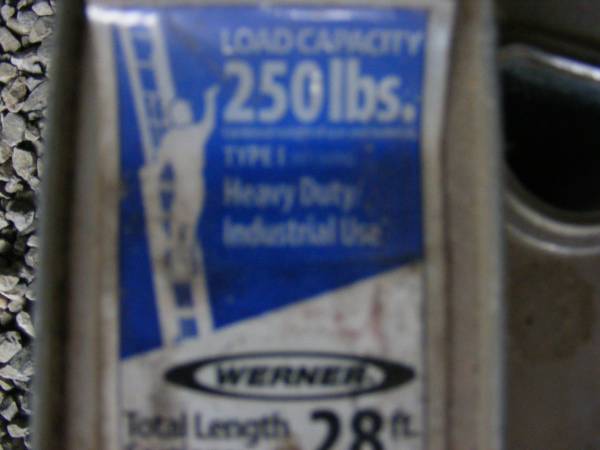 LOAD CAPACITY
250 lbs.
TYPE I
Heavy Duty/
Industrial Use
WERNER
Total Length 28 ft.